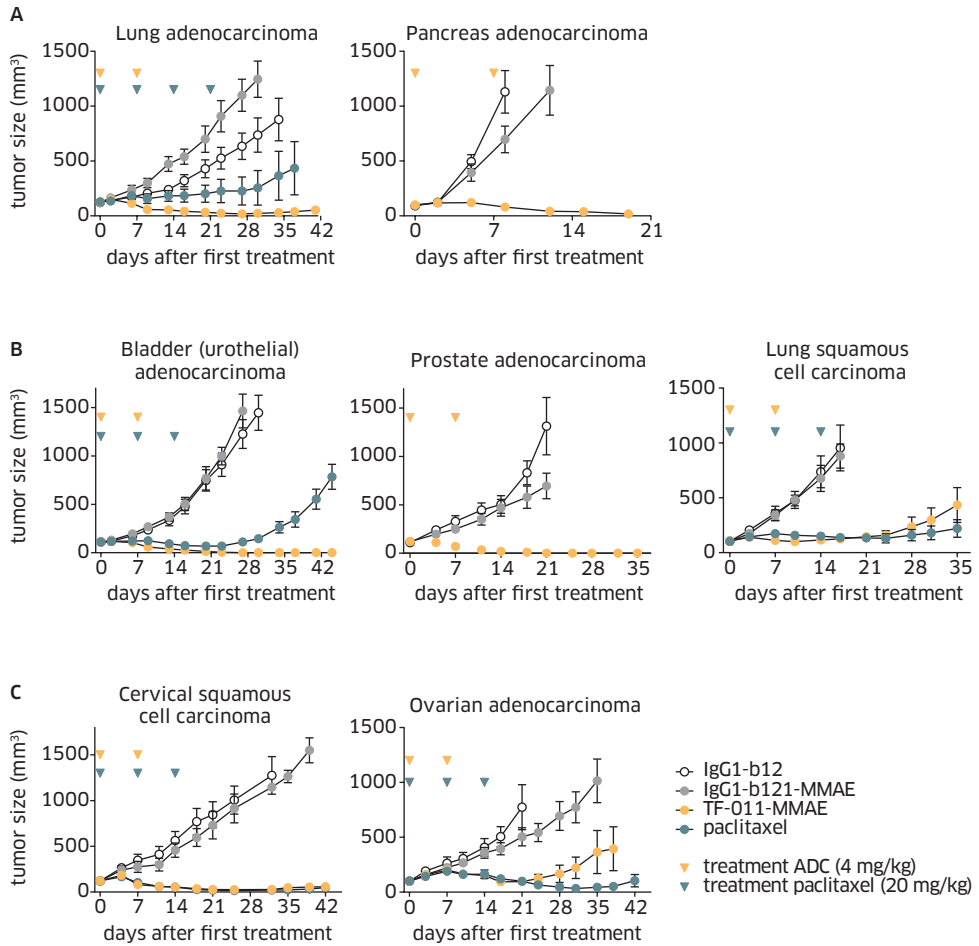 A
Lung adenocarcinoma
Pancreas adenocarcinoma
tumor size (mm³)
1500
1000
500
0
0 7 14 21 28 35 42
days after first treatment
1500
1000
500
0
0 7 14 21
days after first treatment
B
Bladder (urothelial)
adenocarcinoma
Prostate adenocarcinoma
Lung squamous
cell carcinoma
tumor size (mm³)
1500
1000
500
0
0 7 14 21 28 35 42
days after first treatment
1500
1000
500
0
0 7 14 21 28 35
days after first treatment
1500
1000
500
0
0 7 14 21 28 35
days after first treatment
C
Cervical squamous
cell carcinoma
Ovarian adenocarcinoma
tumor size (mm³)
1500
1000
500
0
0 7 14 21 28 35 42
days after first treatment
1500
1000
500
0
0 7 14 21 28 35 42
days after first treatment
IgG1-b12
IgG1-b121-MMAE
TF-011-MMAE
paclitaxel
treatment ADC (4 mg/kg)
treatment paclitaxel (20 mg/kg)